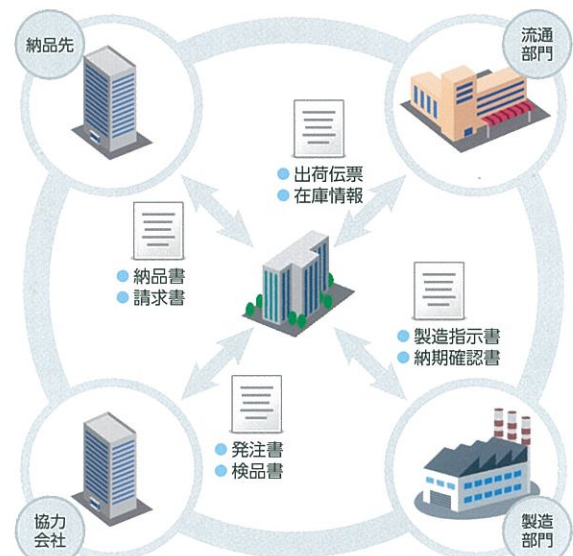 納品先
流通
部門
出荷伝票
在庫情報
納品書
請求書
製造指示書
納期確認書
発注書
検品書
協力
会社
製造
部門